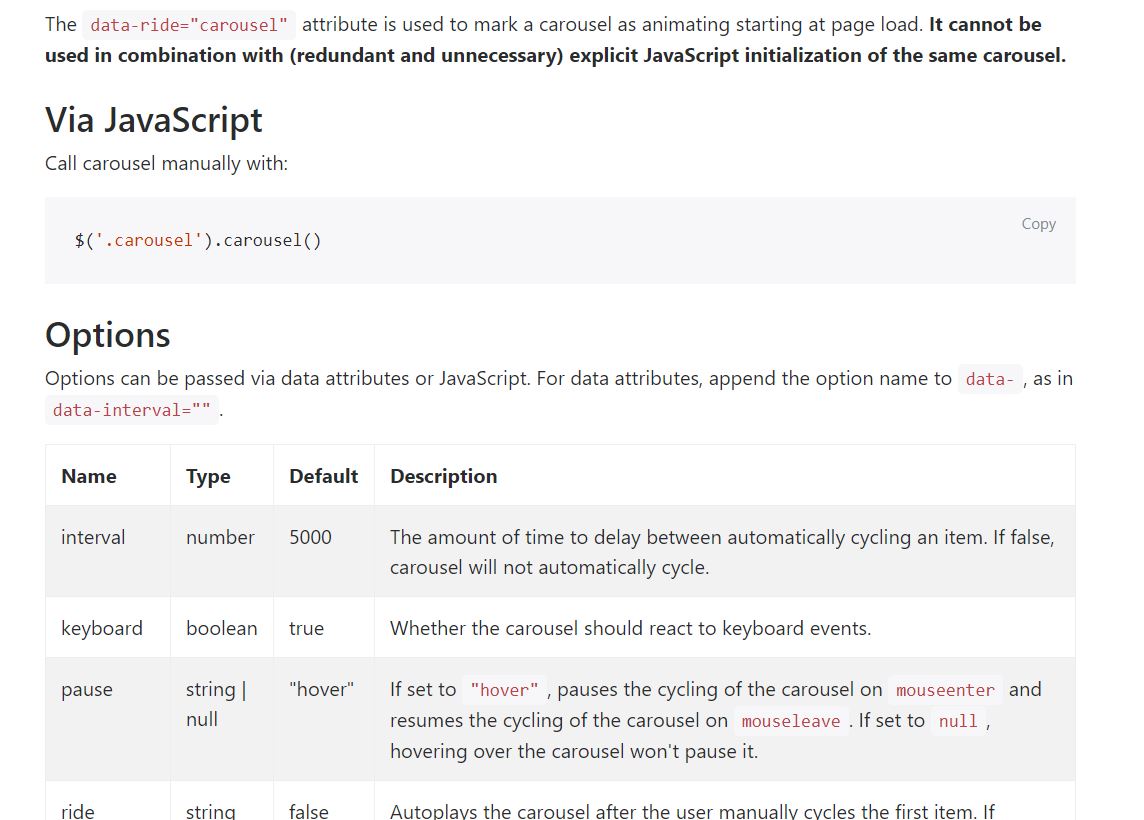 The data-ride="carousel" attribute is used to mark a carousel as animating starting at page load. It cannot be
used in combination with (redundant and unnecessary) explicit JavaScript initialization of the same carousel.
Via JavaScript
Call carousel manually with:
Copy
$('.carousel').carousel()
Options
Options can be passed via data attributes or JavaScript. For data attributes, append the option name to data- , as in
data-interval="" .
Name Type Default Description
interval number 5000 The amount of time to delay between automatically cycling an item. If false,
carousel will not automatically cycle.
keyboard boolean true Whether the carousel should react to keyboard events.
pause string | "hover" If set to "hover" , pauses the cycling of the carousel on mouseenter and
null resumes the cycling of the carousel on mouseleave . If set to null ,
hovering over the carousel won't pause it.
ride string false Autoplays the carousel after the user manually cycles the first item. If